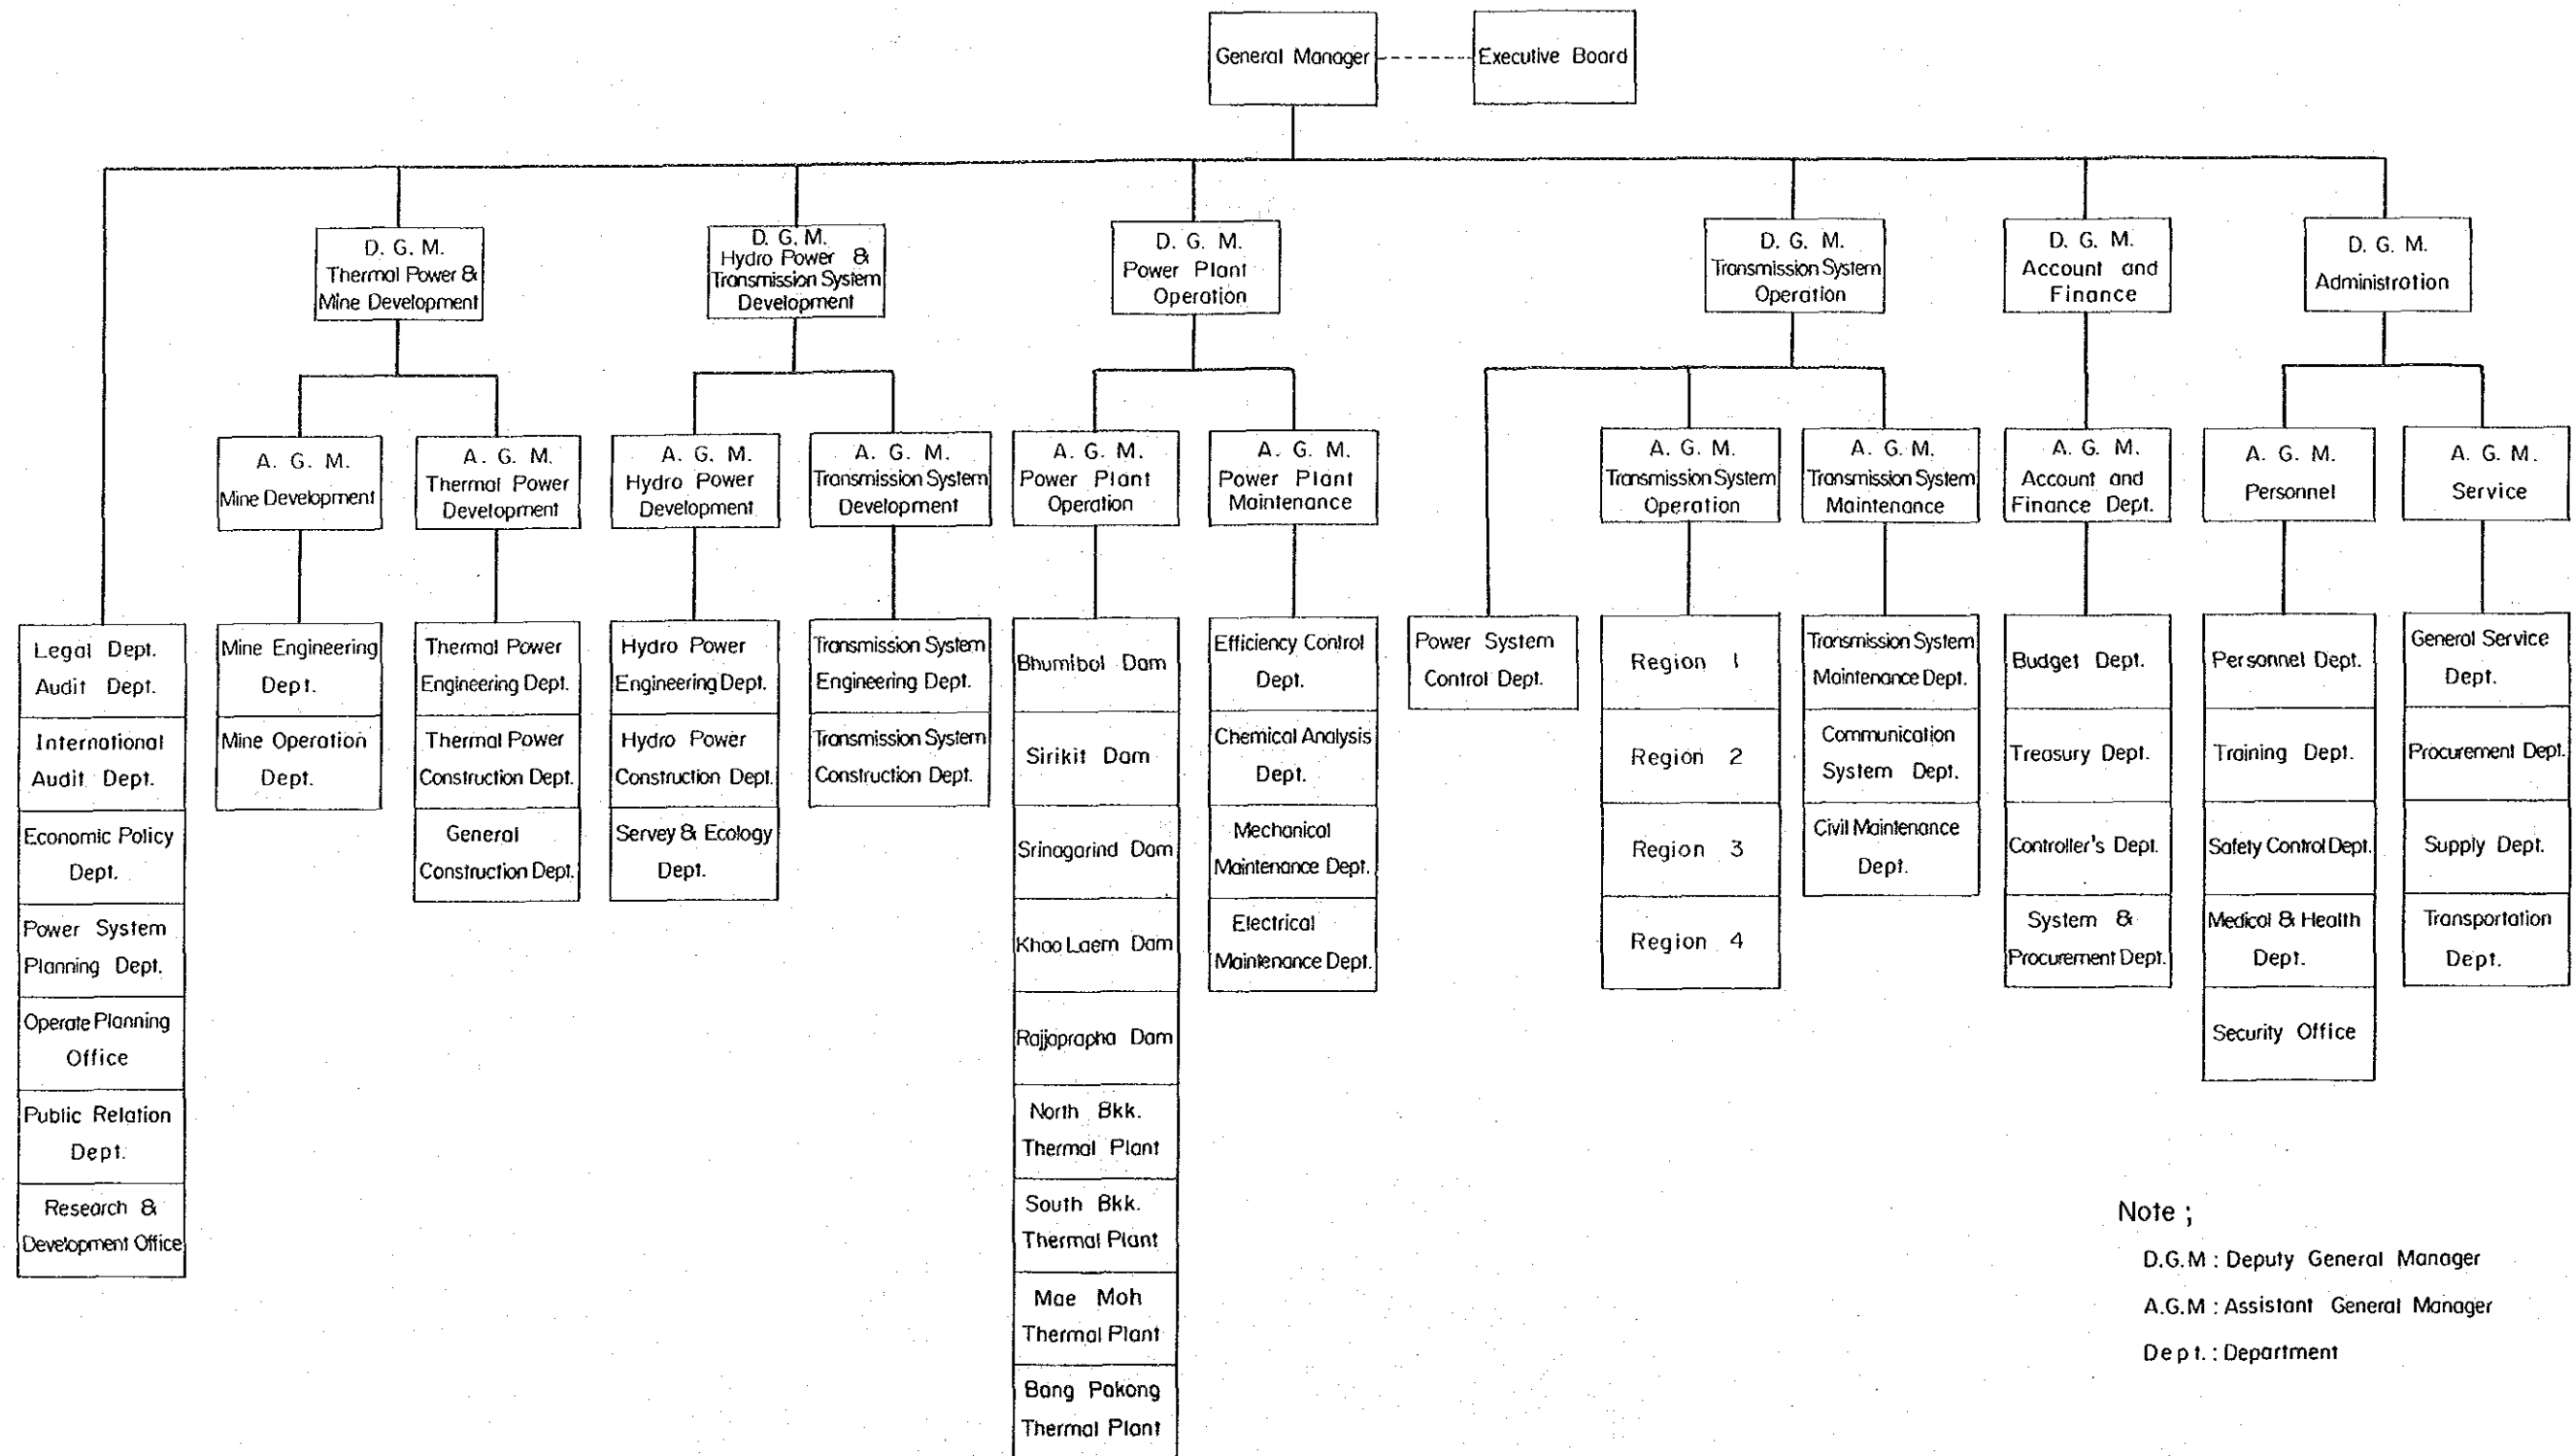 General Manager
Executive Board
D. G. M.
Thermal Power &
Mine Development
D. G. M.
Hydro Power &
Transmission System
Development
D. G. M.
Power Plant
Operation
D. G. M.
Transmission System
Operation
D. G. M.
Account and
Finance
D. G. M.
Administration
A. G. M.
Mine Development
A. G. M.
Thermal Power
Development
A. G. M.
Hydro Power
Development
A. G. M.
Transmission System
Development
A. G. M.
Power Plant
Operation
A. G. M.
Power Plant
Maintenance
A. G. M.
Transmission System
Operation
A. G. M.
Transmission System
Maintenance
A. G. M.
Account and
Finance Dept.
A. G. M.
Personnel
A. G. M.
Service
Legal Dept.
Audit Dept.
International
Audit Dept.
Economic Policy
Dept.
Power System
Planning Dept.
Operate Planning
Office
Public Relation
Dept.
Research &
Development Office
Mine Engineering
Dept.
Mine Operation
Dept.
Thermal Power
Engineering Dept.
Thermal Power
Construction Dept.
General
Construction Dept.
Hydro Power
Engineering Dept.
Hydro Power
Construction Dept.
Servey & Ecology
Dept.
Transmission System
Engineering Dept.
Transmission System
Construction Dept.
Bhumibol Dam
Sirikit Dam
Srinagarind Dam
Khao Laem Dam
Rajjaprapha Dam
North Bkk.
Thermal Plant
South Bkk.
Thermal Plant
Mae Moh
Thermal Plant
Bang Pakong
Thermal Plant
Efficiency Control
Dept.
Chemical Analysis
Dept.
Mechanical
Maintenance Dept.
Electrical
Maintenance Dept.
Power System
Control Dept.
Region 1
Region 2
Region 3
Region 4
Transmission System
Maintenance Dept.
Communication
System Dept.
Civil Maintenance
Dept.
Budget Dept.
Treasury Dept.
Controller's Dept.
System &
Procurement Dept.
Personnel Dept.
Training Dept.
Safety Control Dept.
Medical & Health
Dept.
Security Office
General Service
Dept.
Procurement Dept.
Supply Dept.
Transportation
Dept.
Note ;
D.G.M : Deputy General Manager
A.G.M : Assistant General Manager
Dept. : Department